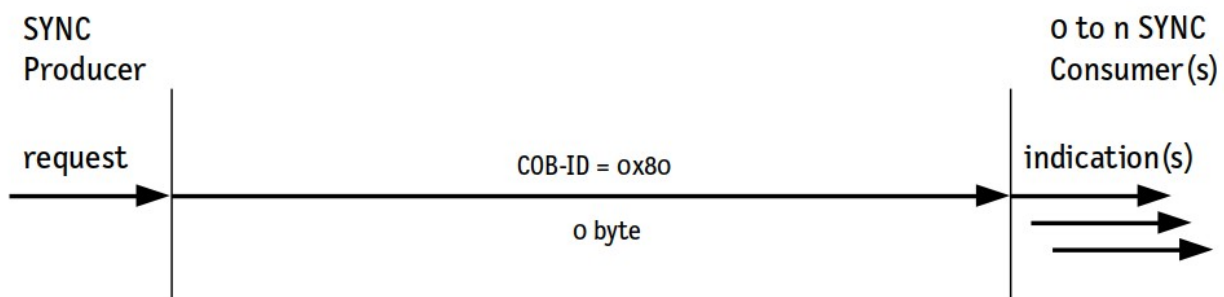 SYNC
Producer
0 to n SYNC
Consumer(s)
request
COB-ID = 0x80
indication(s)
0 byte